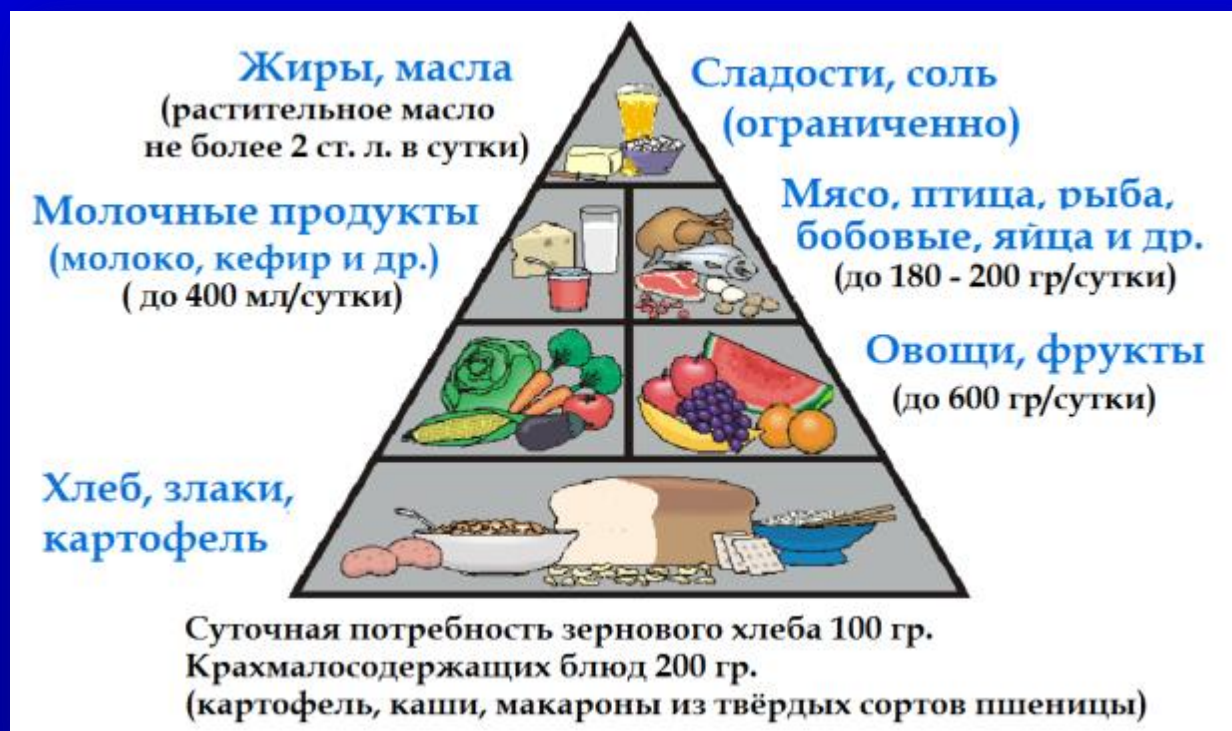 Жиры, масла
(растительное масло
не более 2 ст. л. в сутки)
Сладости, соль
(ограниченно)
Молочные продукты
(молоко, кефир и др.)
( до 400 мл/сутки)
Мясо, птица, рыба,
бобовые, яйца и др.
(до 180 - 200 гр/сутки)
Овощи, фрукты
(до 600 гр/сутки)
Хлеб, злаки,
картофель
Суточная потребность зернового хлеба 100 гр.
Крахмалосодержащих блюд 200 гр.
(картофель, каши, макароны из твёрдых сортов пшеницы)